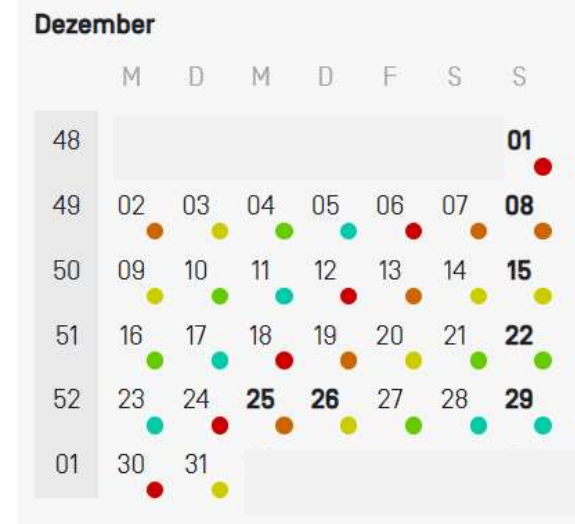 Dezember
M D M D F S S
48 01
49 02 03 04 05 06 07 08
50 09 10 11 12 13 14 15
51 16 17 18 19 20 21 22
52 23 24 25 26 27 28 29
01 30 31